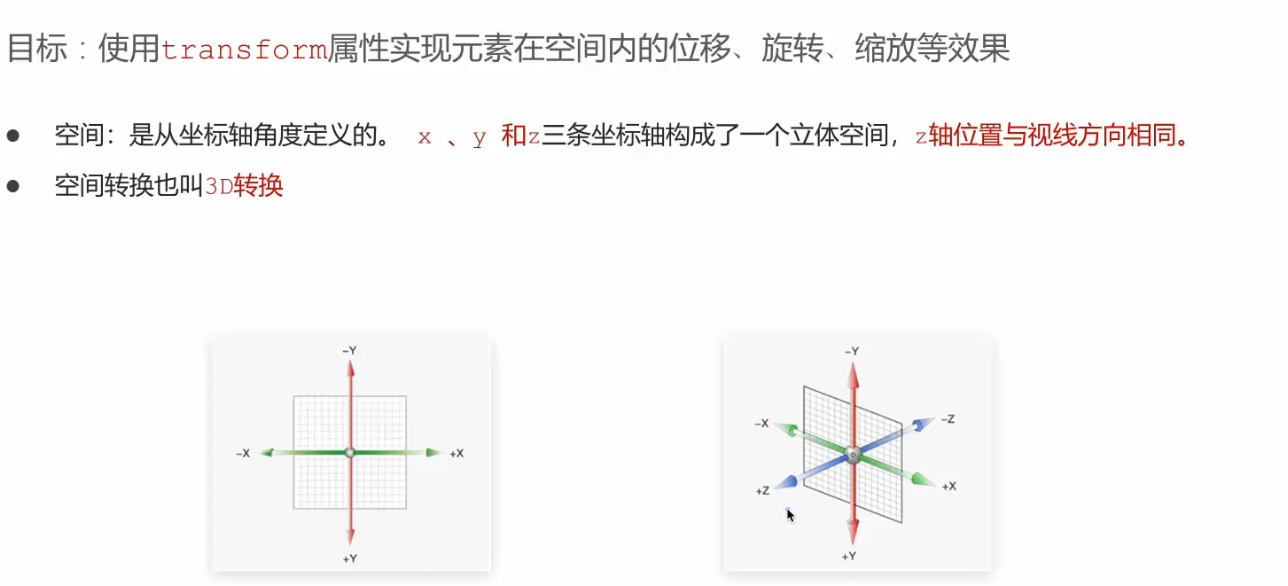 目标：使用transform属性实现元素在空间内的位移、旋转、缩放等效果
● 空间：是从坐标轴角度定义的。 x 、y 和z三条坐标轴构成了一个立体空间，z轴位置与视线方向相同。
● 空间转换也叫3D转换
-Y
-X
+X
+Y
-Y
-X
-Z
+Z
+X
+Y